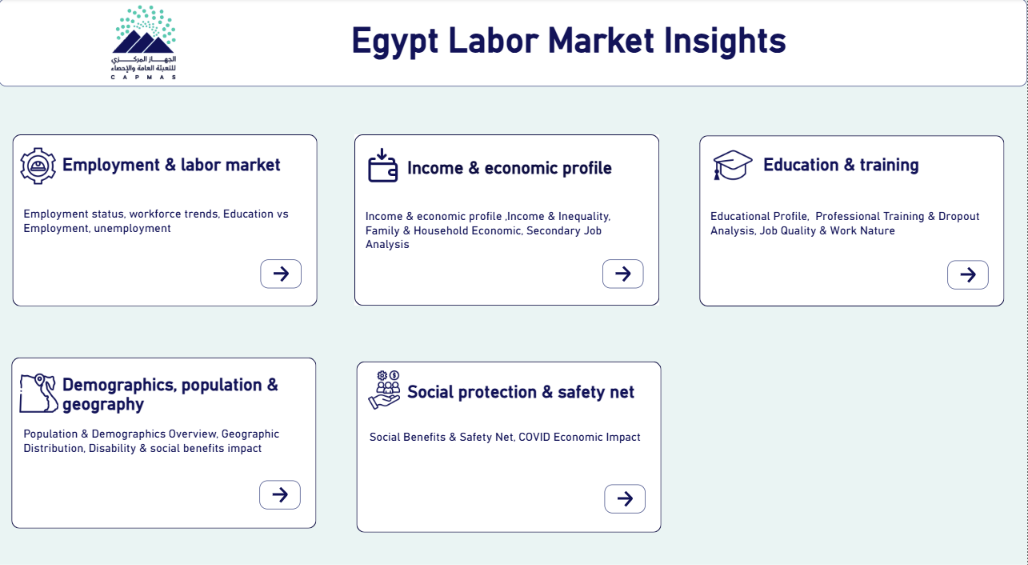 الجهاز المركزي
للتعبئة العامة والإحصاء
CAPMAS
Egypt Labor Market Insights
Employment & labor market
Employment status, workforce trends, Education vs
Employment, unemployment
Income & economic profile
Income & economic profile ,Income & Inequality,
Family & Household Economic, Secondary Job
Analysis
Education & training
Educational Profile, Professional Training & Dropout
Analysis, Job Quality & Work Nature
Demographics, population &
geography
Population & Demographics Overview, Geographic
Distribution, Disability & social benefits impact
Social protection & safety net
Social Benefits & Safety Net, COVID Economic Impact